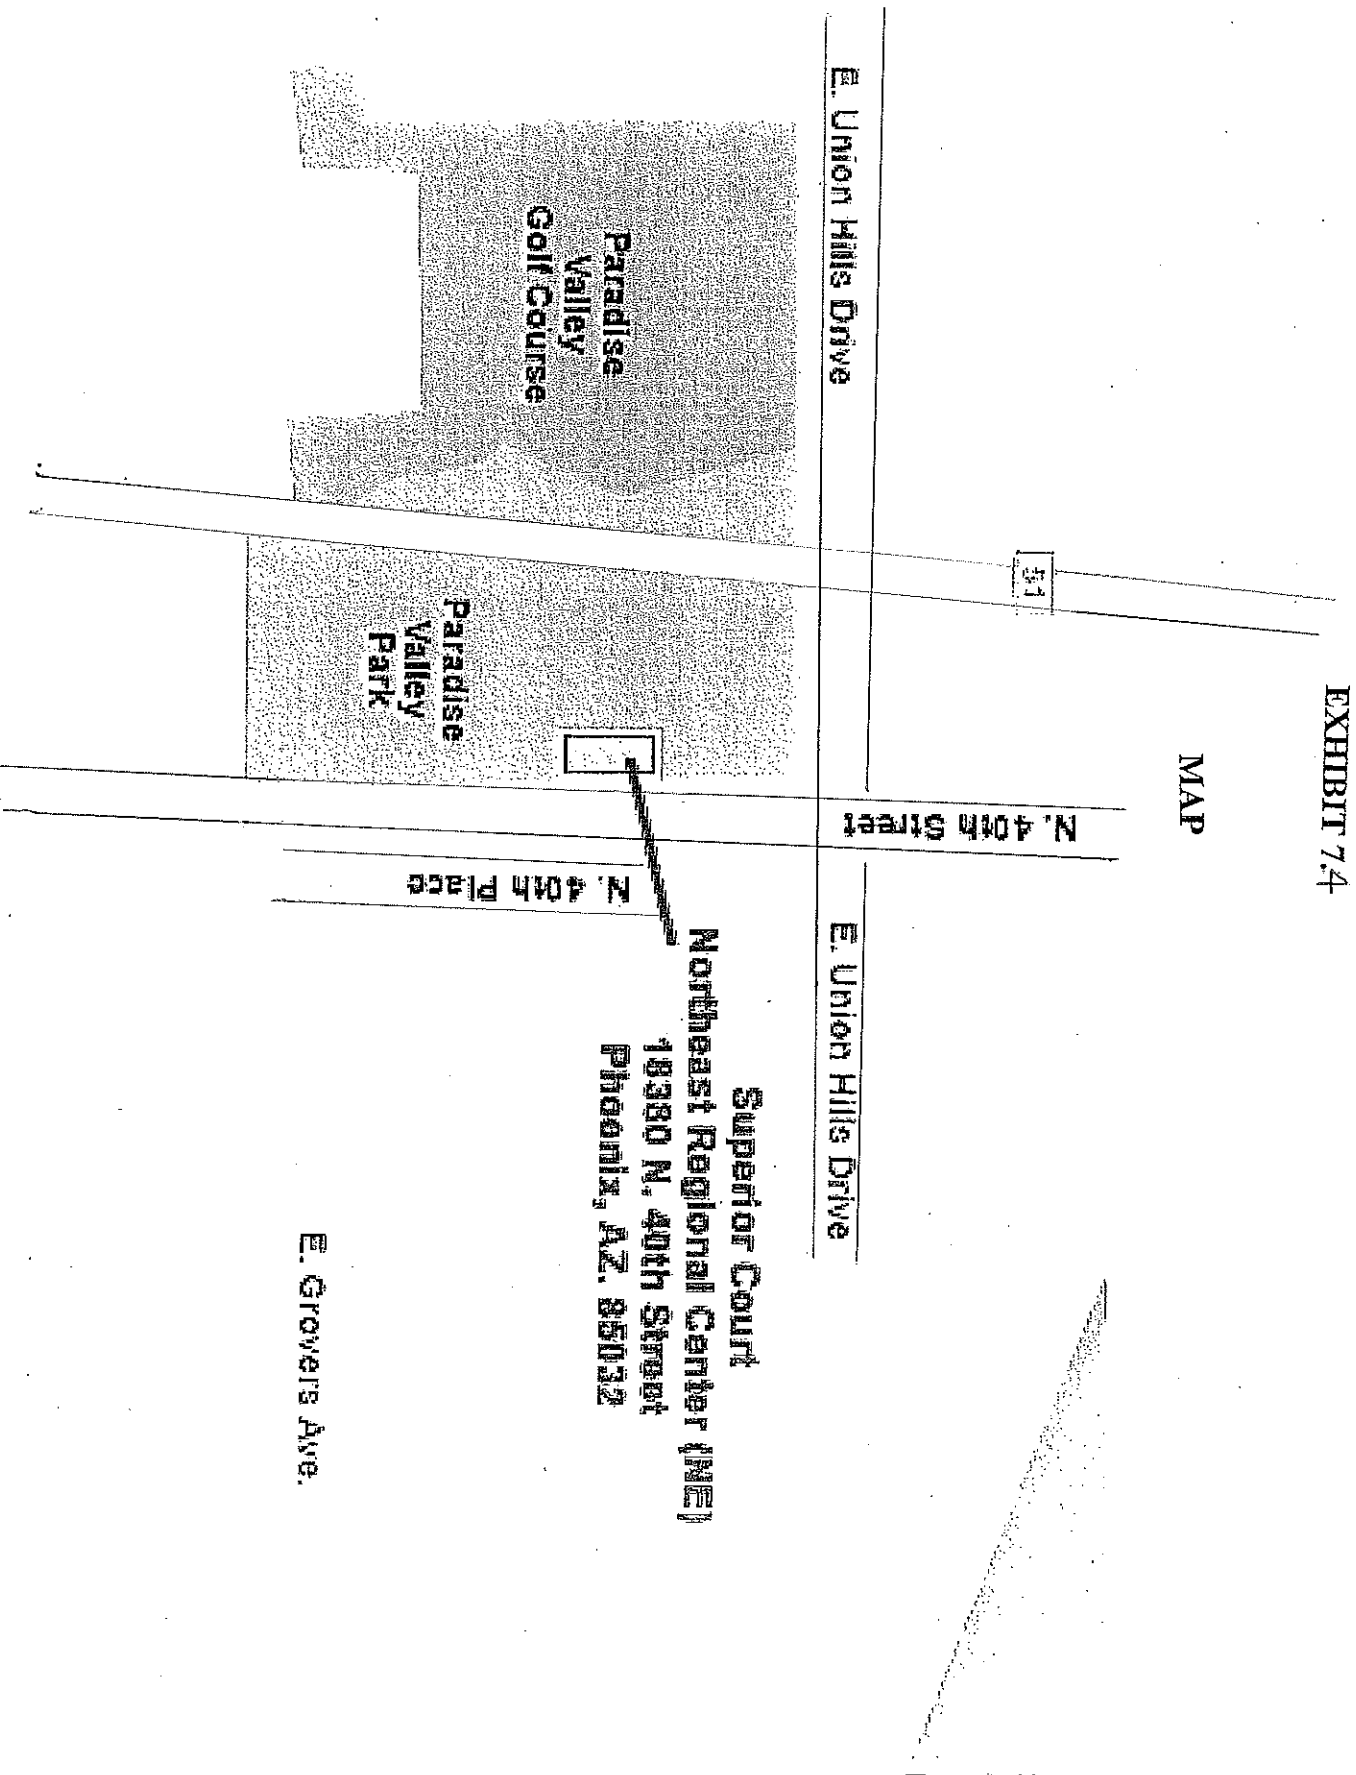 EXHIBIT 7.4
MAP
51
N. 40th Street
E. Union Hills Drive
E. Union Hills Drive
Paradise
Valley
Golf Course
Paradise
Valley
Park
N. 40th Place
Superior Court
Northeast Regional Center (NE)
18380 N. 40th Street
Phoenix, AZ. 85032
E. Grovers Ave.